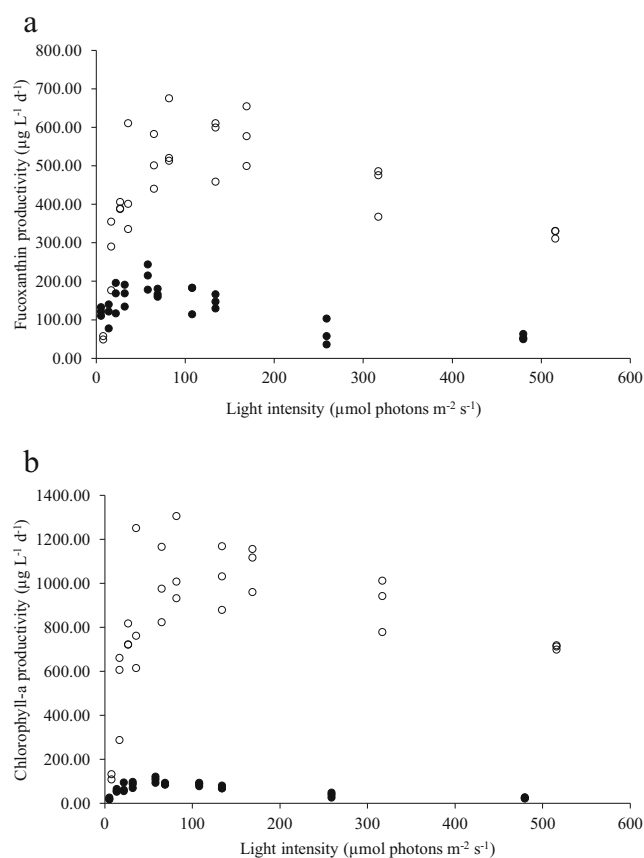 a
800.00
700.00
600.00
500.00
400.00
300.00
200.00
100.00
0.00
Fucoxanthin productivity (µg L-1 d-1)
0 100 200 300 400 500 600
Light intensity (µmol photons m-2 s-1)
b
1400.00
1200.00
1000.00
800.00
600.00
400.00
200.00
0.00
Chlorophyll-a productivity (µg L-1 d-1)
0 100 200 300 400 500 600
Light intensity (µmol photons m-2 s-1)